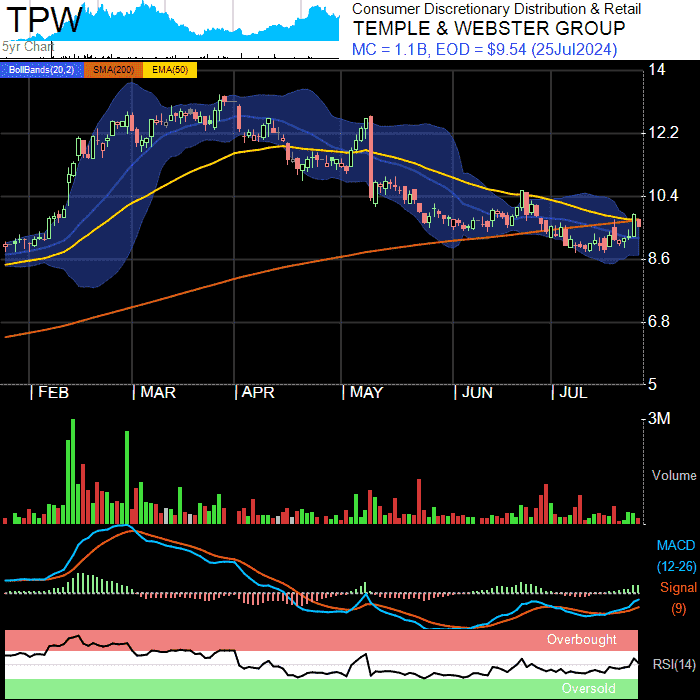 TPW
5yr Chart
Consumer Discretionary Distribution & Retail
TEMPLE & WEBSTER GROUP
MC = 1.1B, EOD = $9.54 (25Jul2024)
BollBands(20,2) SMA(200) EMA(50)
14
12.2
10.4
8.6
6.8
5
FEB MAR APR MAY JUN JUL
3M
Volume
MACD
(12-26)
Signal
(9)
Overbought
RSI(14)
Oversold